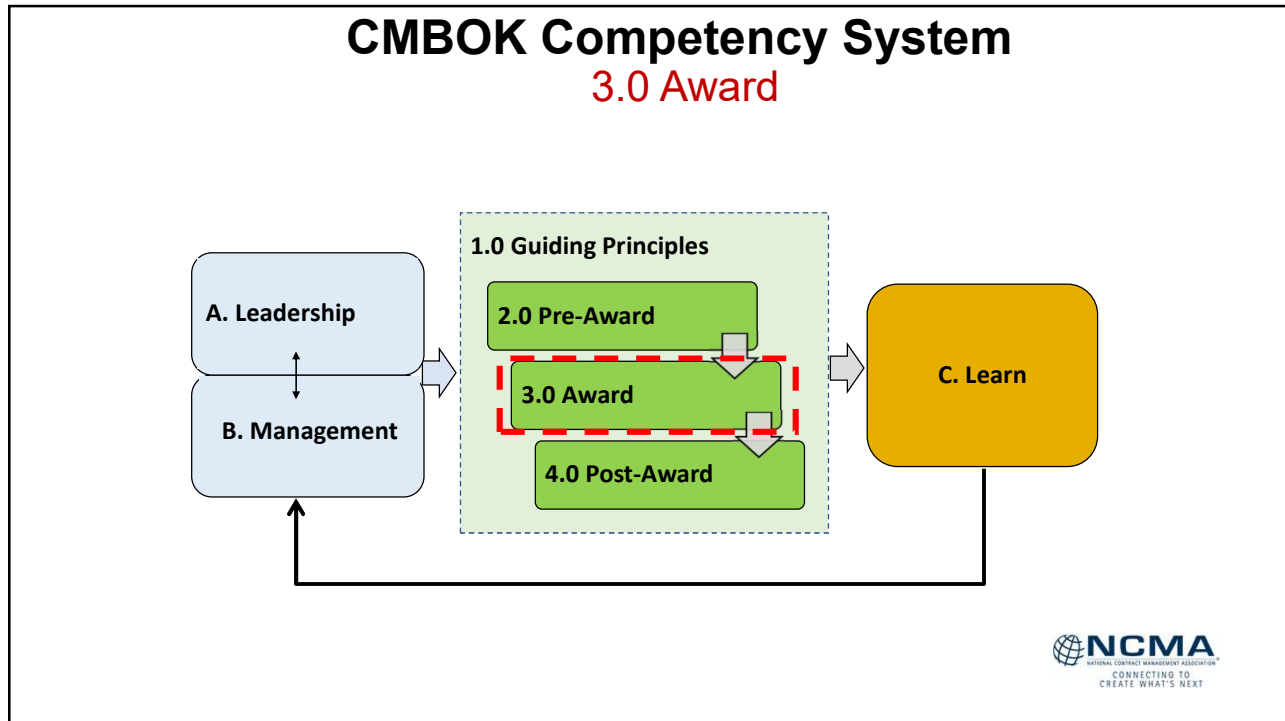 CMBOK Competency System
3.0 Award
A. Leadership
B. Management
1.0 Guiding Principles
2.0 Pre-Award
3.0 Award
4.0 Post-Award
C. Learn
NCMA
NATIONAL CONTRACT MANAGEMENT ASSOCIATION
CONNECTING TO
CREATE WHAT'S NEXT